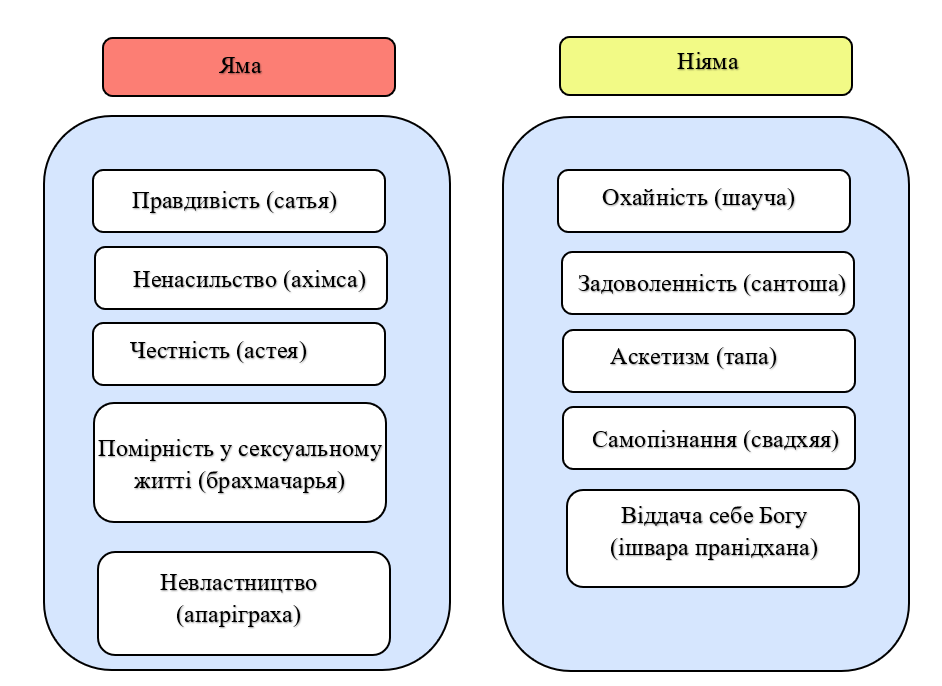 Яма
Правдивість (сатья)
Ненасильство (ахімса)
Честність (астея)
Помірність у сексуальному
житті (брахмачарья)
Невластництво
(апаріграха)
Ніяма
Охайність (шауча)
Задоволенність (сантоша)
Аскетизм (тапа)
Самопізнання (свадхяя)
Віддача себе Богу
(ішвара пранідхана)